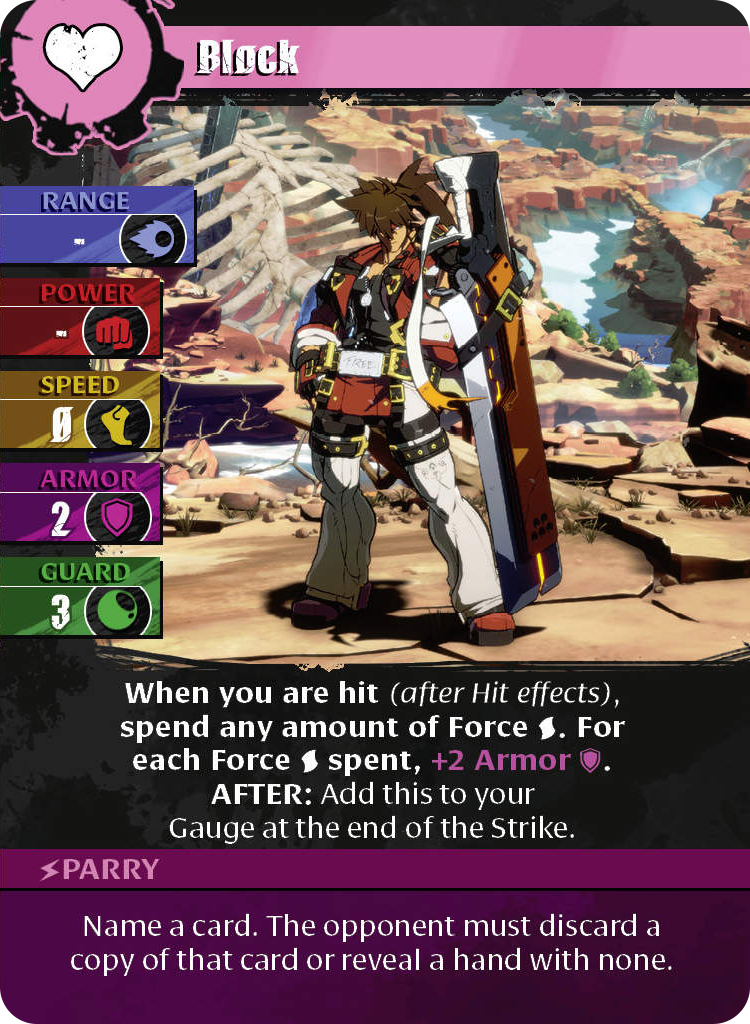 Block
RANGE
-
POWER
-
SPEED
0
ARMOR
2
GUARD
3
FREE
When you are hit (after Hit effects),
spend any amount of Force . For
each Force spent, +2 Armor .
AFTER: Add this to your
Gauge at the end of the Strike.
PARRY
Name a card. The opponent must discard a
copy of that card or reveal a hand with none.